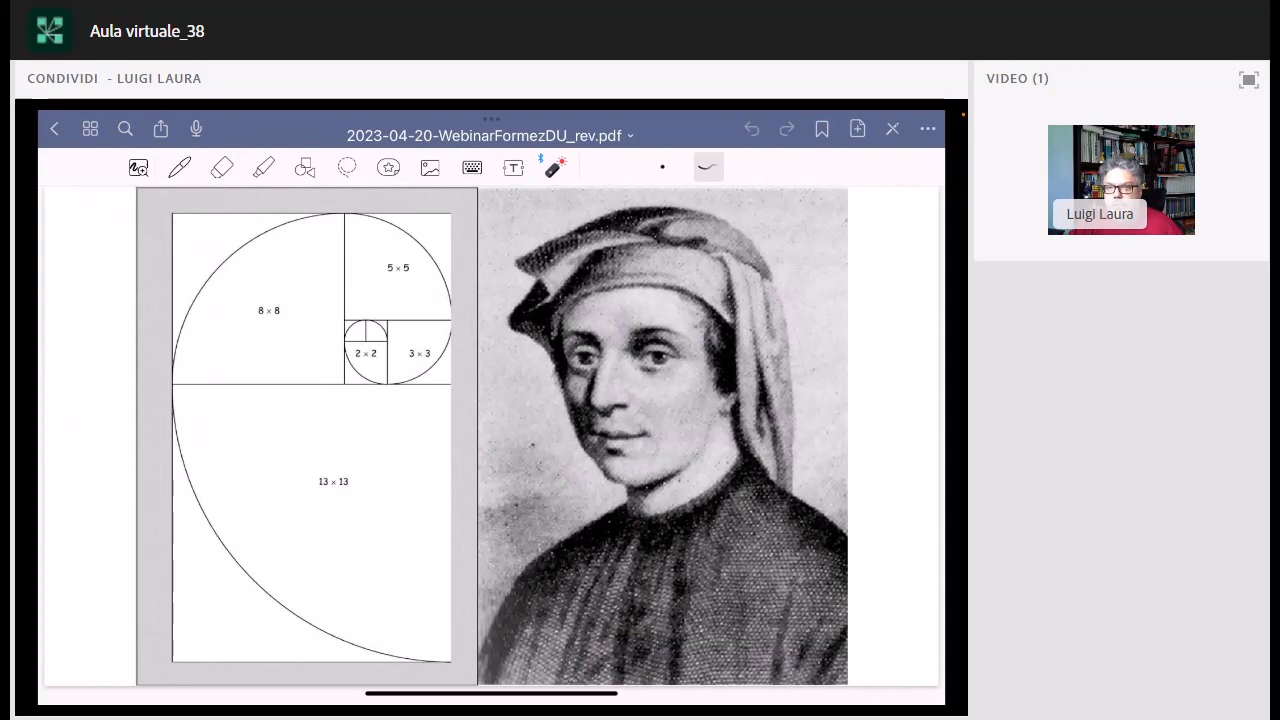 Aula virtuale_38
CONDIVIDI - LUIGI LAURA
VIDEO (1)
2023-04-20-WebinarFormezDU_rev.pdf
T
Luigi Laura
5 × 5
8 × 8
2 × 2
3 × 3
13 × 13